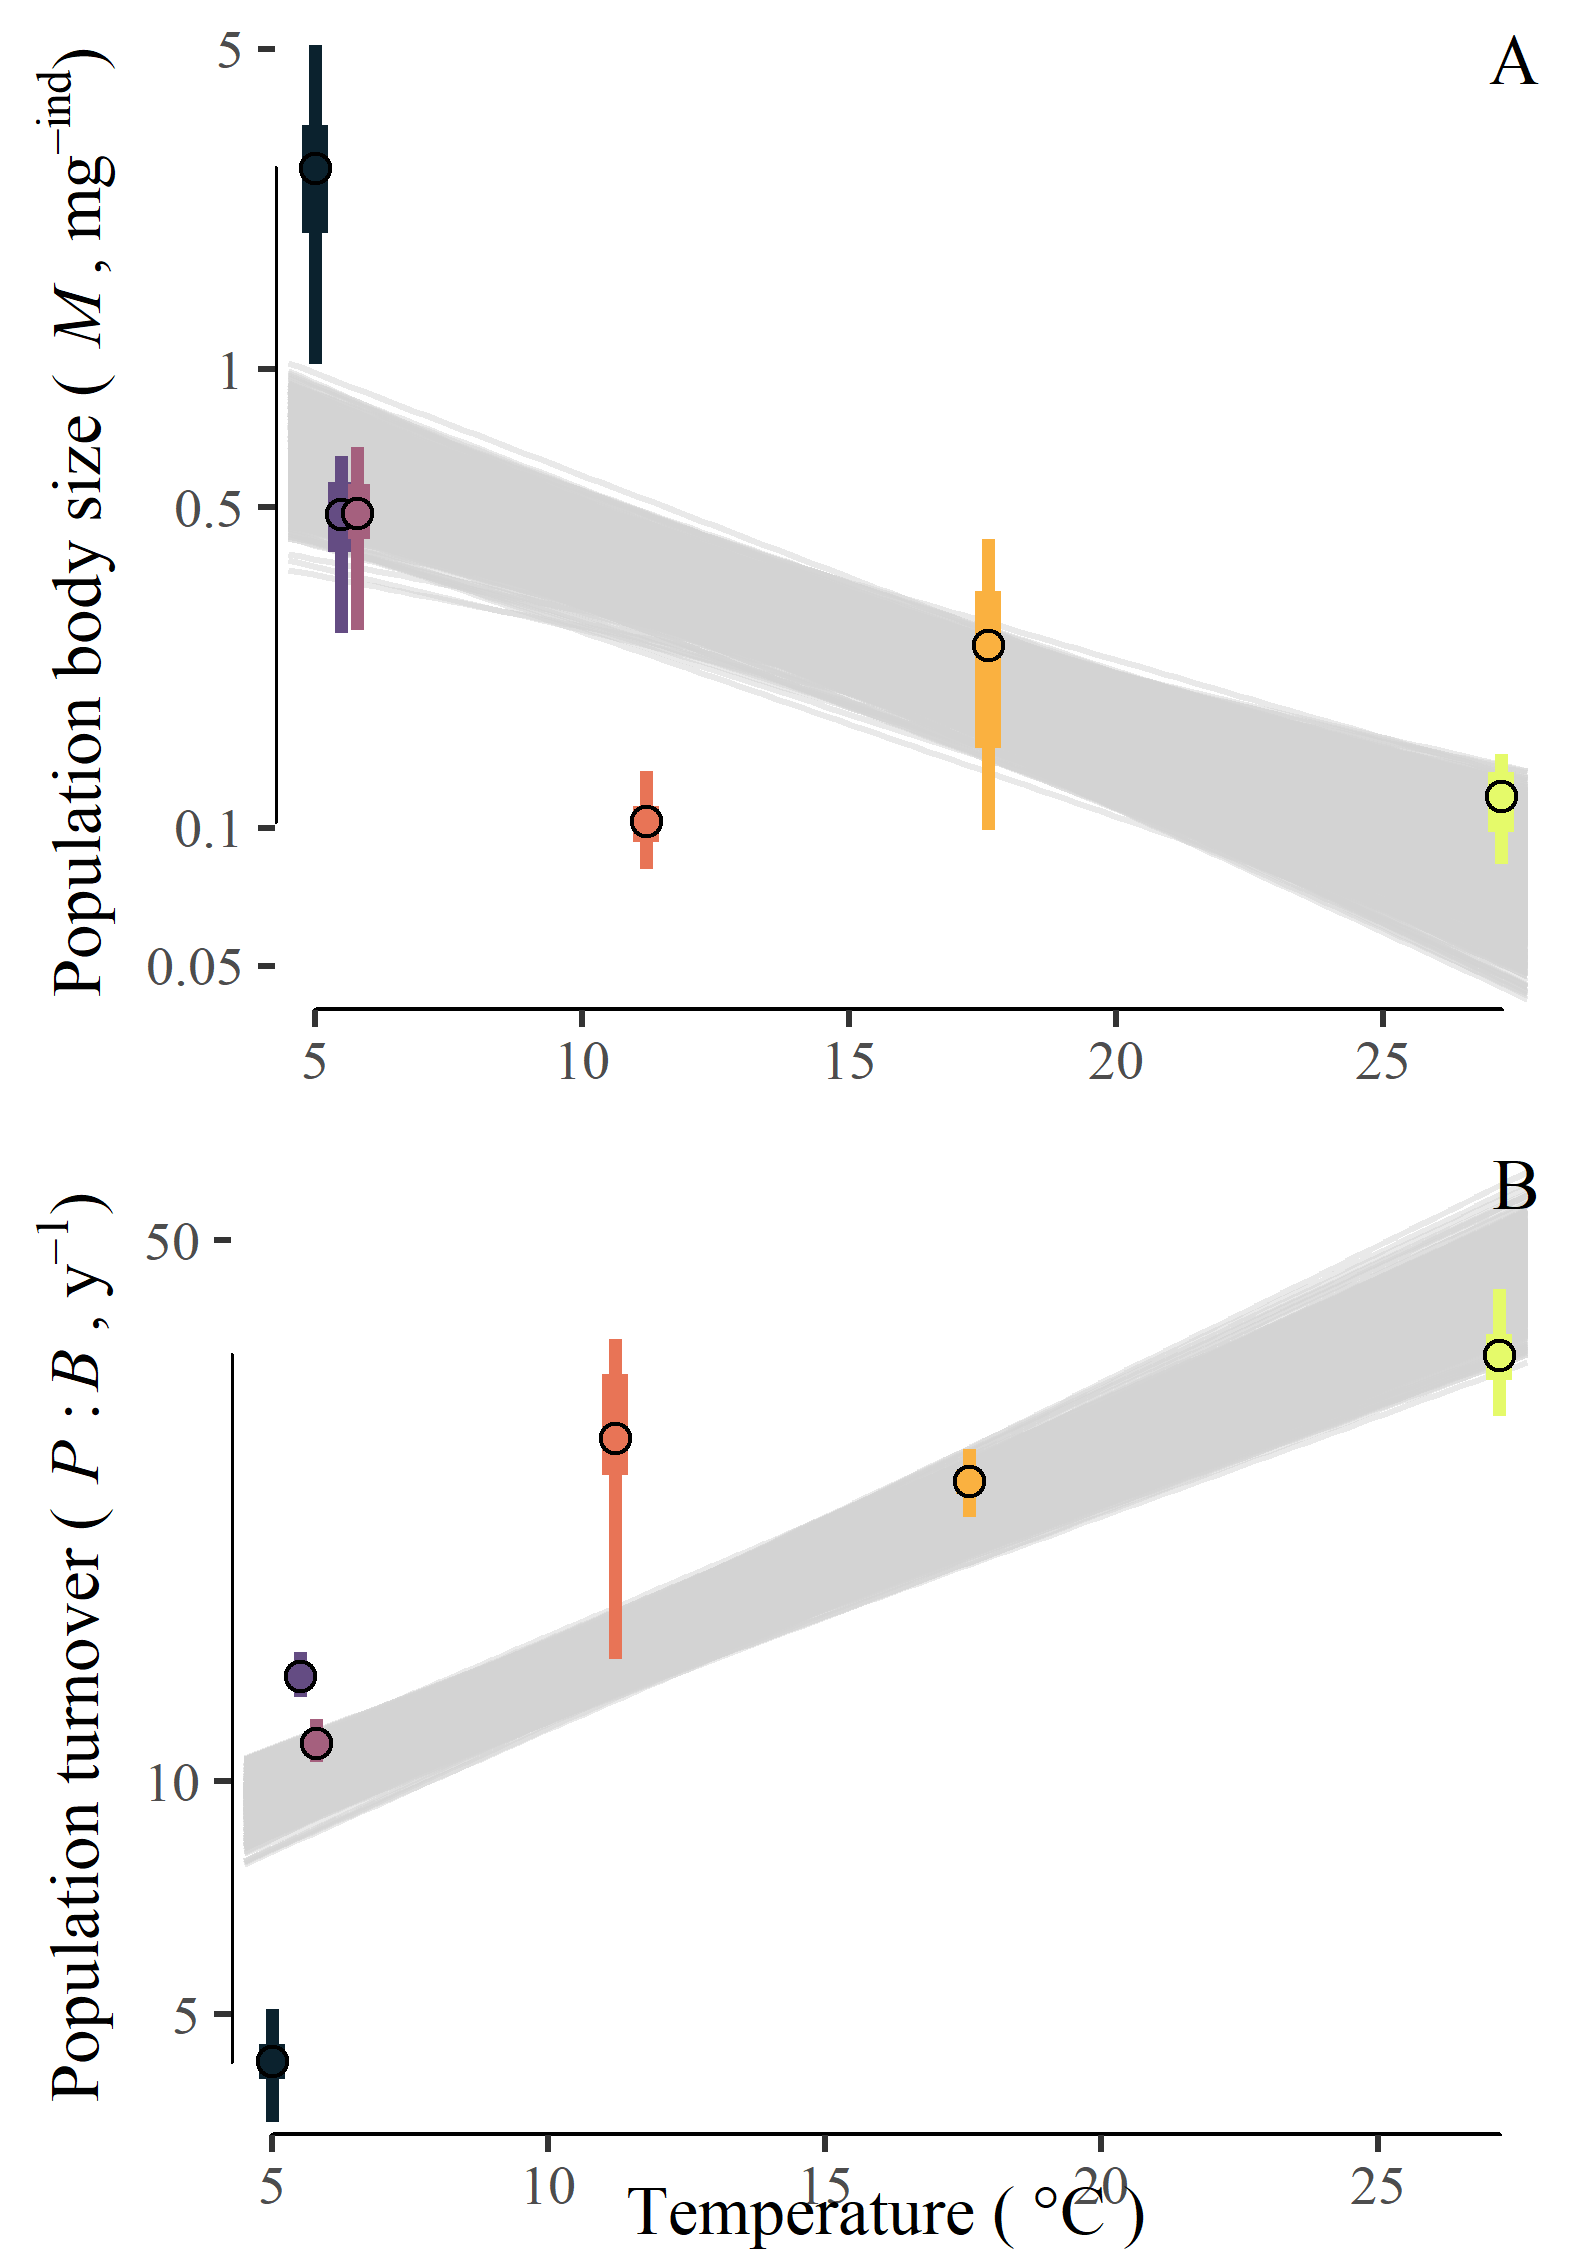 A
Population body size ( M, mg⁻ⁱⁿᵈ)
5
1
0.5
0.1
0.05
5 10 15 20 25
B
Population turnover ( P : B, y⁻¹)
50
10
5
5 10 15 20 25
Temperature ( °C )